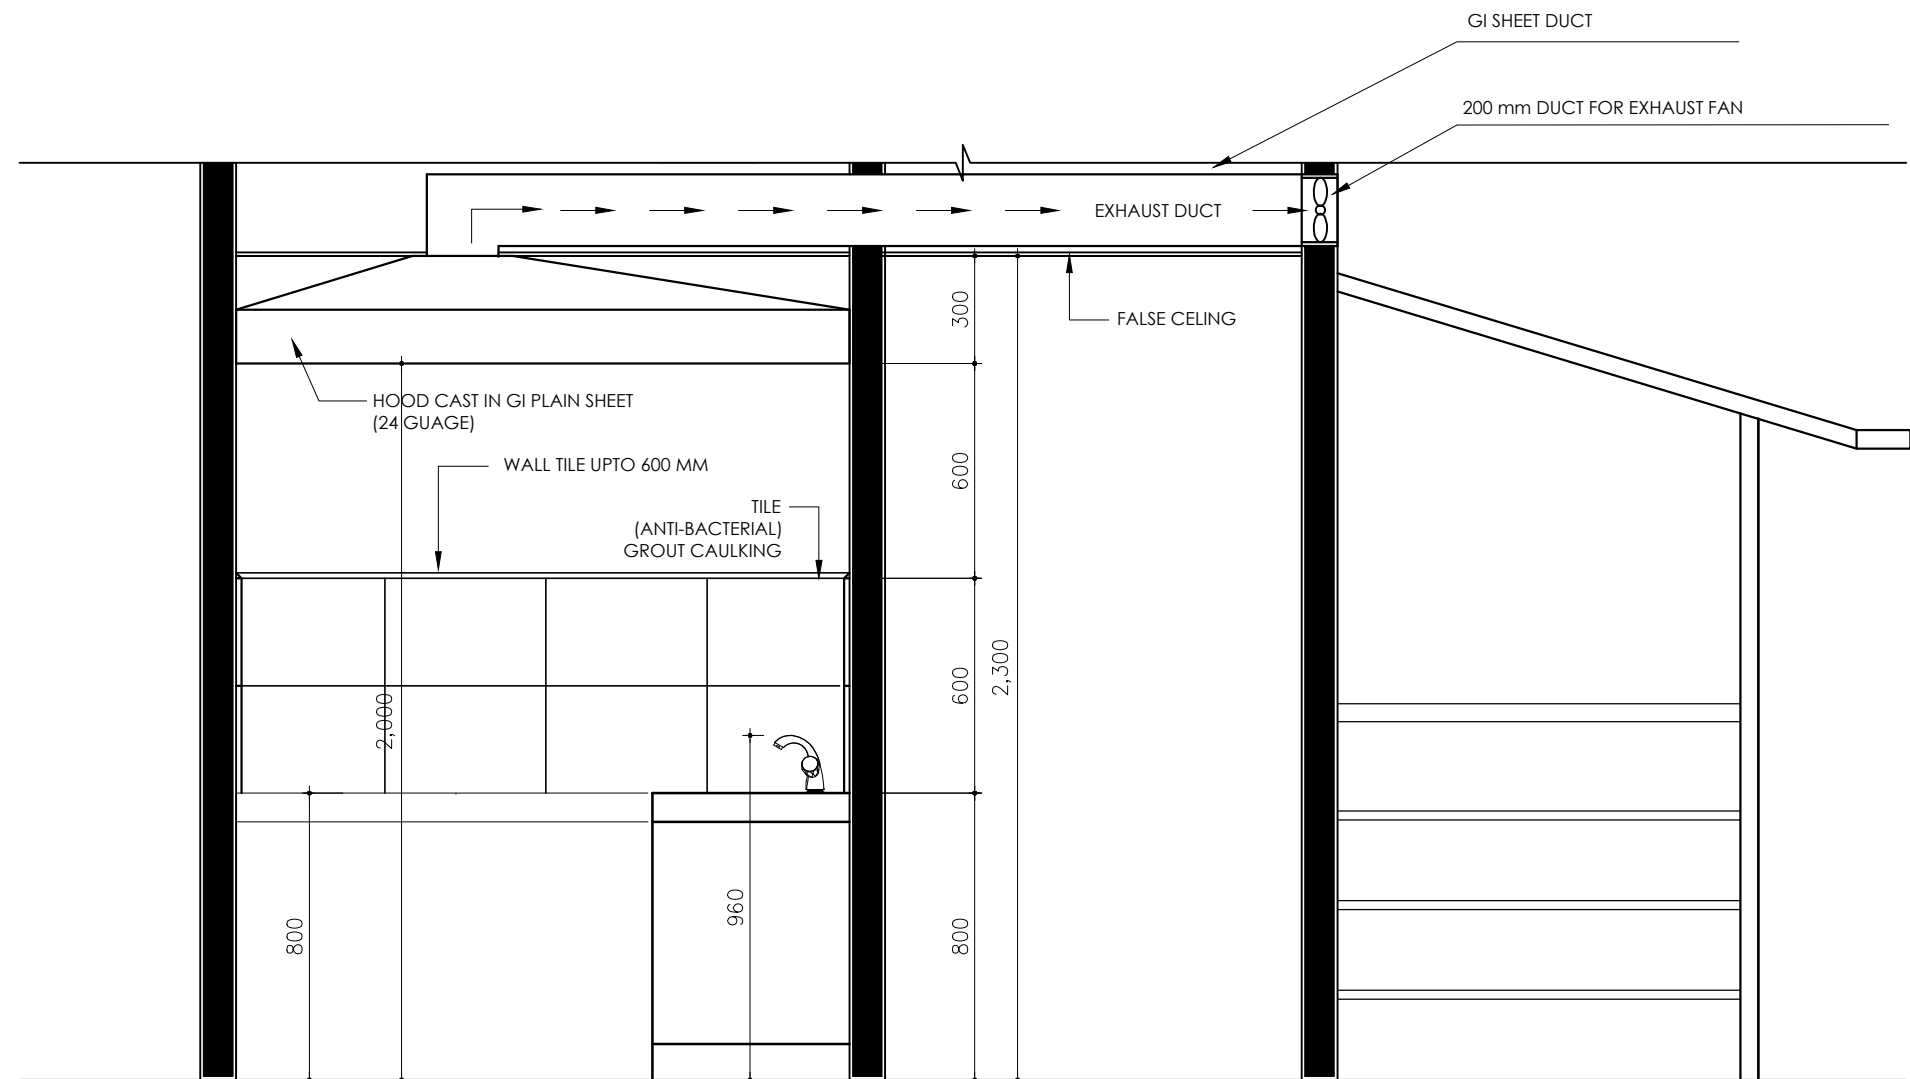 GI SHEET DUCT
200 mm DUCT FOR EXHAUST FAN
EXHAUST DUCT
300
FALSE CELING
HOOD CAST IN GI PLAIN SHEET
(24 GUAGE)
WALL TILE UPTO 600 MM
600
TILE
(ANTI-BACTERIAL)
GROUT CAULKING
2,000
600
2,300
800
960
800